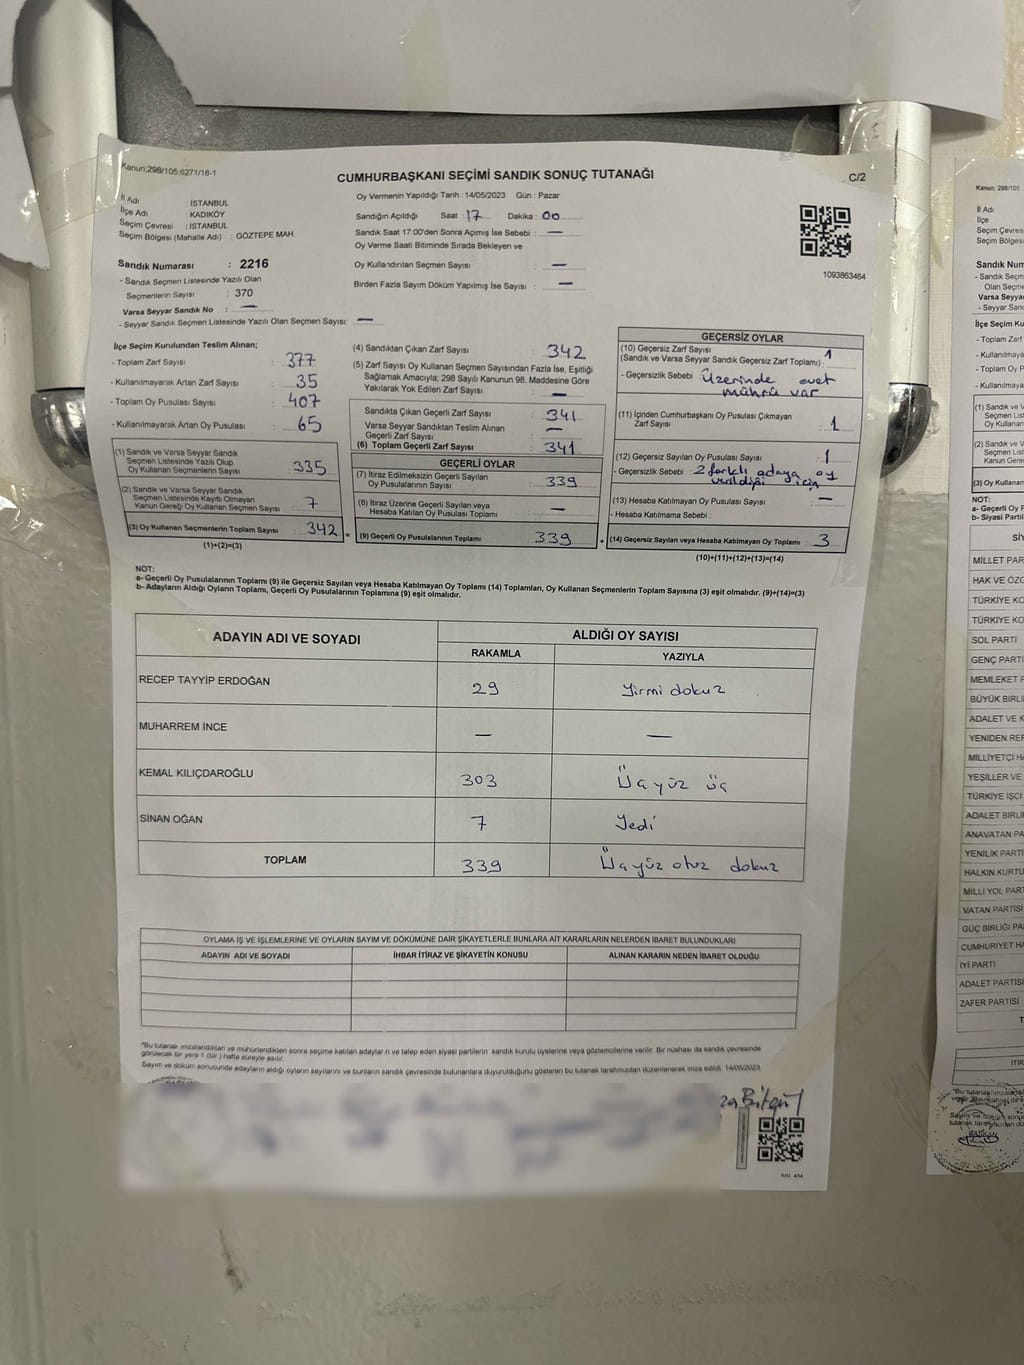 Kanun;298/105;6271/18-1
CUMHURBAŞKANI SEÇİMİ SANDIK SONUÇ TUTANAĞI
C/2
İl Adı : İSTANBUL
İlçe Adı : KADIKÖY
Seçim Çevresi : İSTANBUL
Seçim Bölgesi (Mahalle Adı) : GÖZTEPE MAH.
Sandık Numarası : 2216
- Sandık Seçmen Listesinde Yazılı Olan
Seçmenlerin Sayısı : 370
Varsa Seyyar Sandık No : —
- Seyyar Sandık Seçmen Listesinde Yazılı Olan Seçmen Sayısı: —
Oy Vermenin Yapıldığı Tarih : 14/05/2023 Gün : Pazar
Sandığın Açıldığı Saat : 17 Dakika : 00
Sandık Saat 17:00'den Sonra Açımış İse Sebebi : —
Oy Verme Saati Bitiminde Sırada Bekleyen ve
Oy Kullandırılan Seçmen Sayısı : —
Birden Fazla Sayım Döküm Yapılmış İse Sayısı : —
1093863464
İlçe Seçim Kurulundan Teslim Alınan;
- Toplam Zarf Sayısı : 377
- Kullanılmayarak Artan Zarf Sayısı : 35
- Toplam Oy Pusulası Sayısı : 407
- Kullanılmayarak Artan Oy Pusulası : 65
(1) Sandık ve Varsa Seyyar Sandık
Seçmen Listesinde Yazılı Olup
Oy Kullanan Seçmenlerin Sayısı : 335
(2) Sandık ve Varsa Seyyar
Seçmen Listesinde Kayıtlı Olmayan
Kanun Gereği Oy Kullanan Seçmen Sayısı : 7
(3) Oy Kullanan Seçmenlerin Toplam Sayısı : 342
(1)+(2)=(3)
(4) Sandıktan Çıkan Zarf Sayısı : 342
(5) Zarf Sayısı Oy Kullanan Seçmen Sayısından Fazla İse, Eşitliği
Sağlamak Amacıyla; 298 Sayılı Kanunun 98. Maddesine Göre
Yakılarak Yok Edilen Zarf Sayısı : —
Sandıkta Çıkan Geçerli Zarf Sayısı : 341
Varsa Seyyar Sandıktan Teslim Alınan
Geçerli Zarf Sayısı : —
(6) Toplam Geçerli Zarf Sayısı : 341
GEÇERLİ OYLAR
(7) İtiraz Edilmeksizin Geçerli Sayılan
Oy Pusulalarının Sayısı : 339
(8) İtiraz Üzerine Geçerli Sayılan veya
Hesaba Katılan Oy Pusulası Toplamı : —
= (9) Geçerli Oy Pusulalarının Toplamı : 339
GEÇERSİZ OYLAR
(10) Geçersiz Zarf Sayısı
(Sandık ve Varsa Seyyar Sandık Geçersiz Zarf Toplamı) : 1
- Geçersizlik Sebebi : Üzerinde evet
mührü var
(11) İçinden Cumhurbaşkanı Oy Pusulası Çıkmayan
Zarf Sayısı : 1
(12) Geçersiz Sayılan Oy Pusulası Sayısı : 1
- Geçersizlik Sebebi : 2 farklı adaya oy
verildiği için
(13) Hesaba Katılmayan Oy Pusulası Sayısı : —
- Hesaba Katılmama Sebebi :
+ (14) Geçersiz Sayılan veya Hesaba Katılmayan Oy Toplamı : 3
(10)+(11)+(12)+(13)=(14)
NOT:
a- Geçerli Oy Pusulalarının Toplamı (9) ile Geçersiz Sayılan veya Hesaba Katılmayan Oy Toplamı (14) Toplamları, Oy Kullanan Seçmenlerin Toplam Sayısına (3) eşit olmalıdır. (9)+(14)=(3)
b- Adayların Aldığı Oyların Toplamı, Geçerli Oy Pusulalarının Toplamına (9) eşit olmalıdır.
ADAYIN ADI VE SOYADI ALDIĞI OY SAYISI
RAKAMLA YAZIYLA
RECEP TAYYİP ERDOĞAN 29 Yirmi dokuz
MUHARREM İNCE — —
KEMAL KILIÇDAROĞLU 303 Üçyüz üç
SİNAN OĞAN 7 Yedi
TOPLAM 339 Üçyüz otuz dokuz
OYLAMA İŞ VE İŞLEMLERİNE VE OYLARIN SAYIM VE DÖKÜMÜNE DAİR ŞİKAYETLERLE BUNLARA AİT KARARLARIN NELERDEN İBARET BULUNDUKLARI
ADAYIN ADI VE SOYADI İHBAR İTİRAZ VE ŞİKAYETİN KONUSU ALINAN KARARIN NEDEN İBARET OLDUĞU
"Bu tutanak imzalandıktan ve mühürlendikten sonra seçime katılan adaylar ın ve talep eden siyasi partilerin sandık kurulu üyelerine veya gözlemcilerine verilir. Bir nüshası da sandık çevresinde
görülecek bir yere 1 (bir ) hafta süreyle asılır.
Sayım ve döküm sonucunda adayların aldığı oyların sayılarını ve bunların sandık çevresinde bulunanlara duyurulduğunu gösteren bu tutanak tarafımızdan düzenlenerek imza edildi. 14/05/2023
Kanun; 298/105
İl Adı
İlçe
Seçim Çevres
Seçim Bölges
Sandık Num
- Sandık Seçm
Olan Seçme
Varsa Seyya
- Seyyar Sand
İlçe Seçim Ku
- Toplam Zarf
- Kullanılmaya
- Toplam Oy P
- Kullanılmaya
(1) Sandık ve V
Seçmen Lis
Oy Kullana
(2) Sandık ve
Seçmen List
Kanun Gere
(3) Oy Kullan
NOT:
a- Geçerli Oy P
b- Siyasi Parti
SİY
MİLLET PAR
HAK VE ÖZG
TÜRKİYE KO
TÜRKİYE KO
SOL PARTİ
GENÇ PARTİ
MEMLEKET P
BÜYÜK BİRLİ
ADALET VE K
YENİDEN REF
MİLLİYETÇİ HA
YEŞİLLER VE
TÜRKİYE İŞÇİ
ADALET BİRLİ
ANAVATAN PA
YENİLİK PARTİ
HALKIN KURTU
MİLLİ YOL PART
VATAN PARTİSİ
GÜÇ BİRLİĞİ PA
CUMHURİYET HA
İYİ PARTİ
ADALET PARTİSİ
ZAFER PARTİSİ
T
İTİR